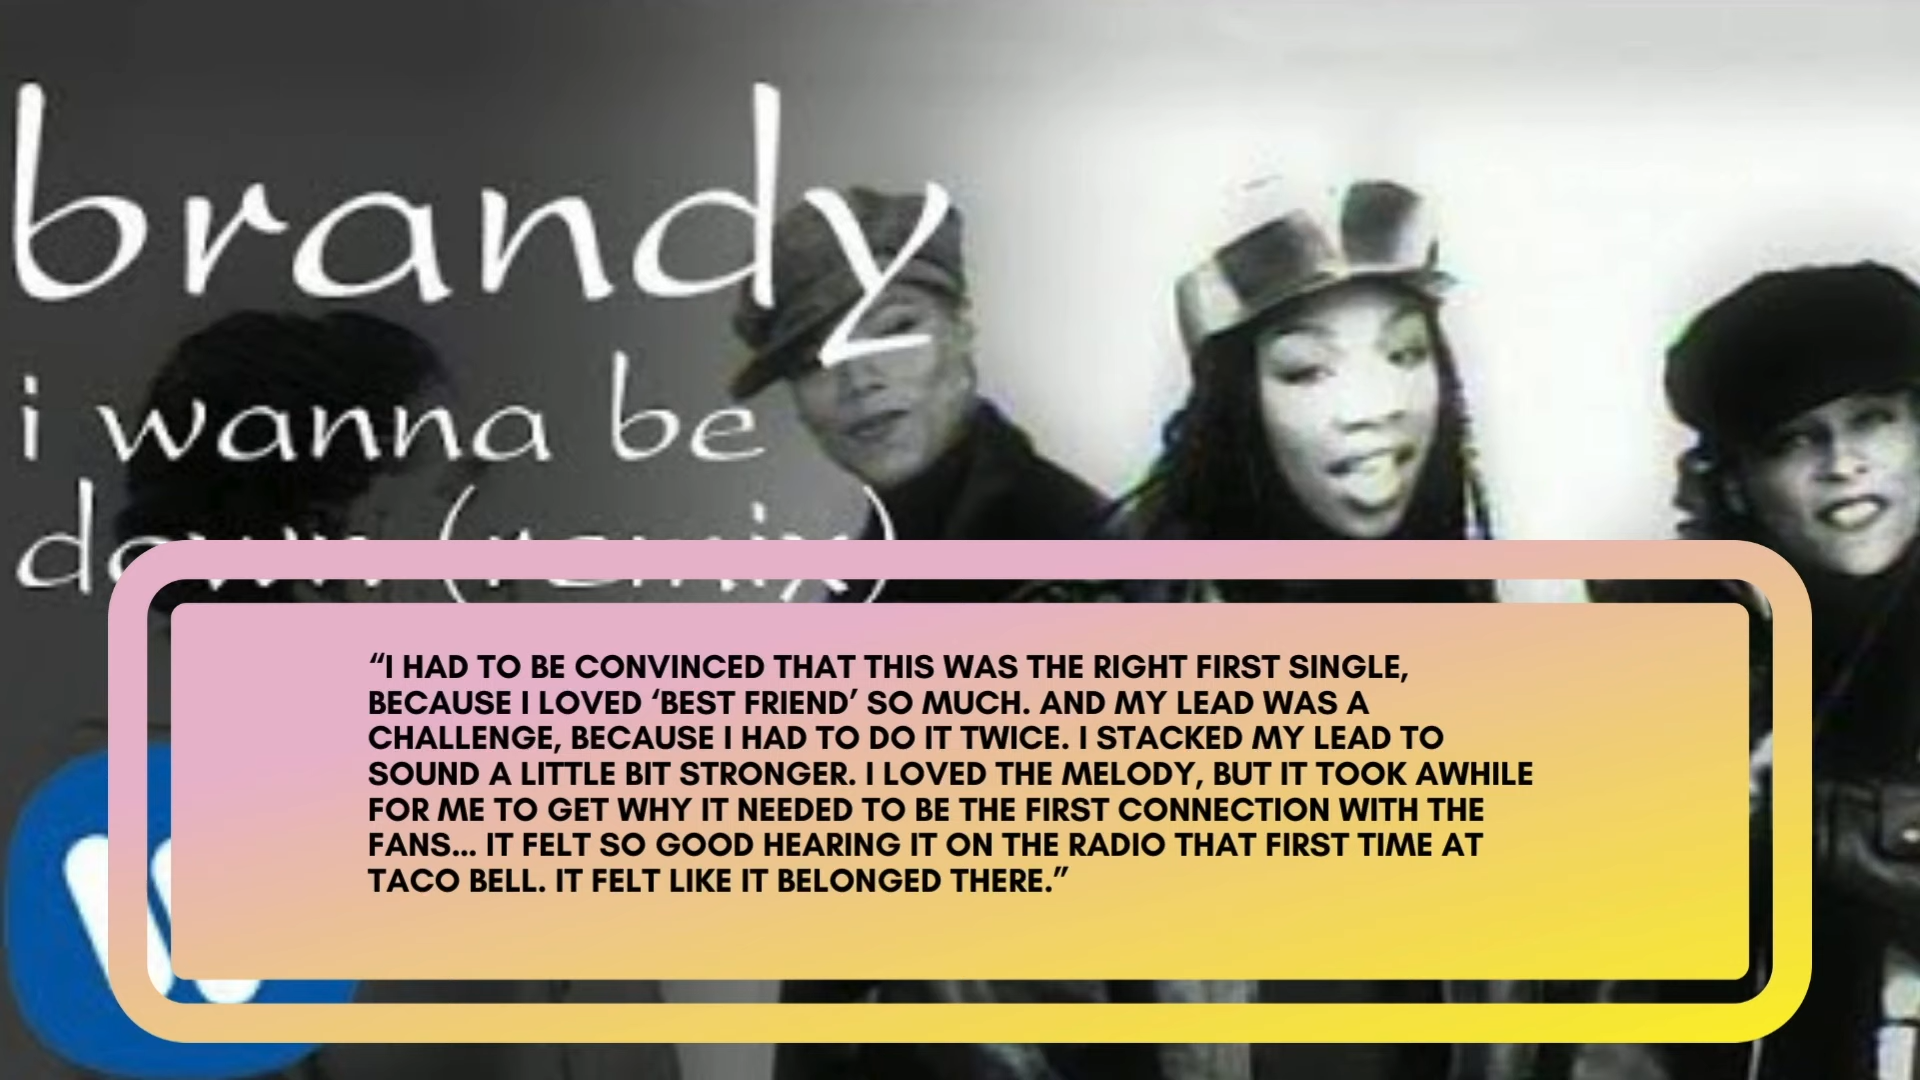 brandy
i wanna be
down (remix)
“I HAD TO BE CONVINCED THAT THIS WAS THE RIGHT FIRST SINGLE,
BECAUSE I LOVED ‘BEST FRIEND’ SO MUCH. AND MY LEAD WAS A
CHALLENGE, BECAUSE I HAD TO DO IT TWICE. I STACKED MY LEAD TO
SOUND A LITTLE BIT STRONGER. I LOVED THE MELODY, BUT IT TOOK AWHILE
FOR ME TO GET WHY IT NEEDED TO BE THE FIRST CONNECTION WITH THE
FANS... IT FELT SO GOOD HEARING IT ON THE RADIO THAT FIRST TIME AT
TACO BELL. IT FELT LIKE IT BELONGED THERE.”